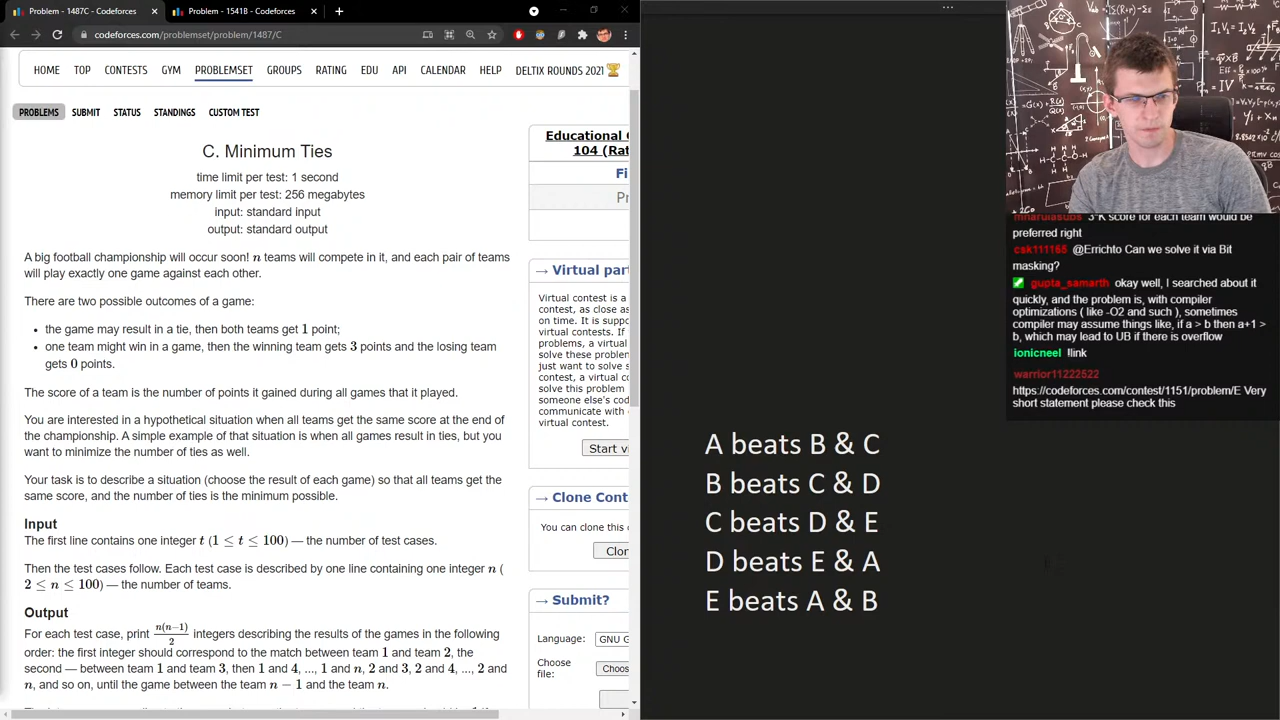 Problem - 1487C - Codeforces
Problem - 1541B - Codeforces
codeforces.com/problemset/problem/1487/C
HOME TOP CONTESTS GYM PROBLEMSET GROUPS RATING EDU API CALENDAR HELP DELTIX ROUNDS 2021
PROBLEMS SUBMIT STATUS STANDINGS CUSTOM TEST
C. Minimum Ties
time limit per test: 1 second
memory limit per test: 256 megabytes
input: standard input
output: standard output
A big football championship will occur soon! n teams will compete in it, and each pair of teams
will play exactly one game against each other.
There are two possible outcomes of a game:
• the game may result in a tie, then both teams get 1 point;
• one team might win in a game, then the winning team gets 3 points and the losing team
gets 0 points.
The score of a team is the number of points it gained during all games that it played.
You are interested in a hypothetical situation when all teams get the same score at the end of
the championship. A simple example of that situation is when all games result in ties, but you
want to minimize the number of ties as well.
Your task is to describe a situation (choose the result of each game) so that all teams get the
same score, and the number of ties is the minimum possible.
Input
The first line contains one integer t (1 ≤ t ≤ 100) — the number of test cases.
Then the test cases follow. Each test case is described by one line containing one integer n (
2 ≤ n ≤ 100) — the number of teams.
Output
For each test case, print n(n−1)/2 integers describing the results of the games in the following
order: the first integer should correspond to the match between team 1 and team 2, the
second — between team 1 and team 3, then 1 and 4, ..., 1 and n, 2 and 3, 2 and 4, ..., 2 and
n, and so on, until the game between the team n − 1 and the team n.
Educational
104 (Rat
Fi
→ Virtual part
Virtual contest is a
contest, as close as
on time. It is suppo
virtual contests. If
problems, a virtual
solve these problem
just want to solve s
contest, a virtual c
solve this problem
someone else's cod
communicate with o
virtual contest.
Start vi
→ Clone Cont
You can clone this c
Clon
→ Submit?
Language: GNU G
Choose
file:
Choos
A beats B & C
B beats C & D
C beats D & E
D beats E & A
E beats A & B
3*K score for each team would be
preferred right
csk111165 @Errichto Can we solve it via Bit
masking?
gupta_samarth okay well, I searched about it
quickly, and the problem is, with compiler
optimizations ( like -O2 and such ), sometimes
compiler may assume things like, if a > b then a+1 >
b, which may lead to UB if there is overflow
ionicneel !link
warrior11222522
https://codeforces.com/contest/1151/problem/E Very
short statement please check this